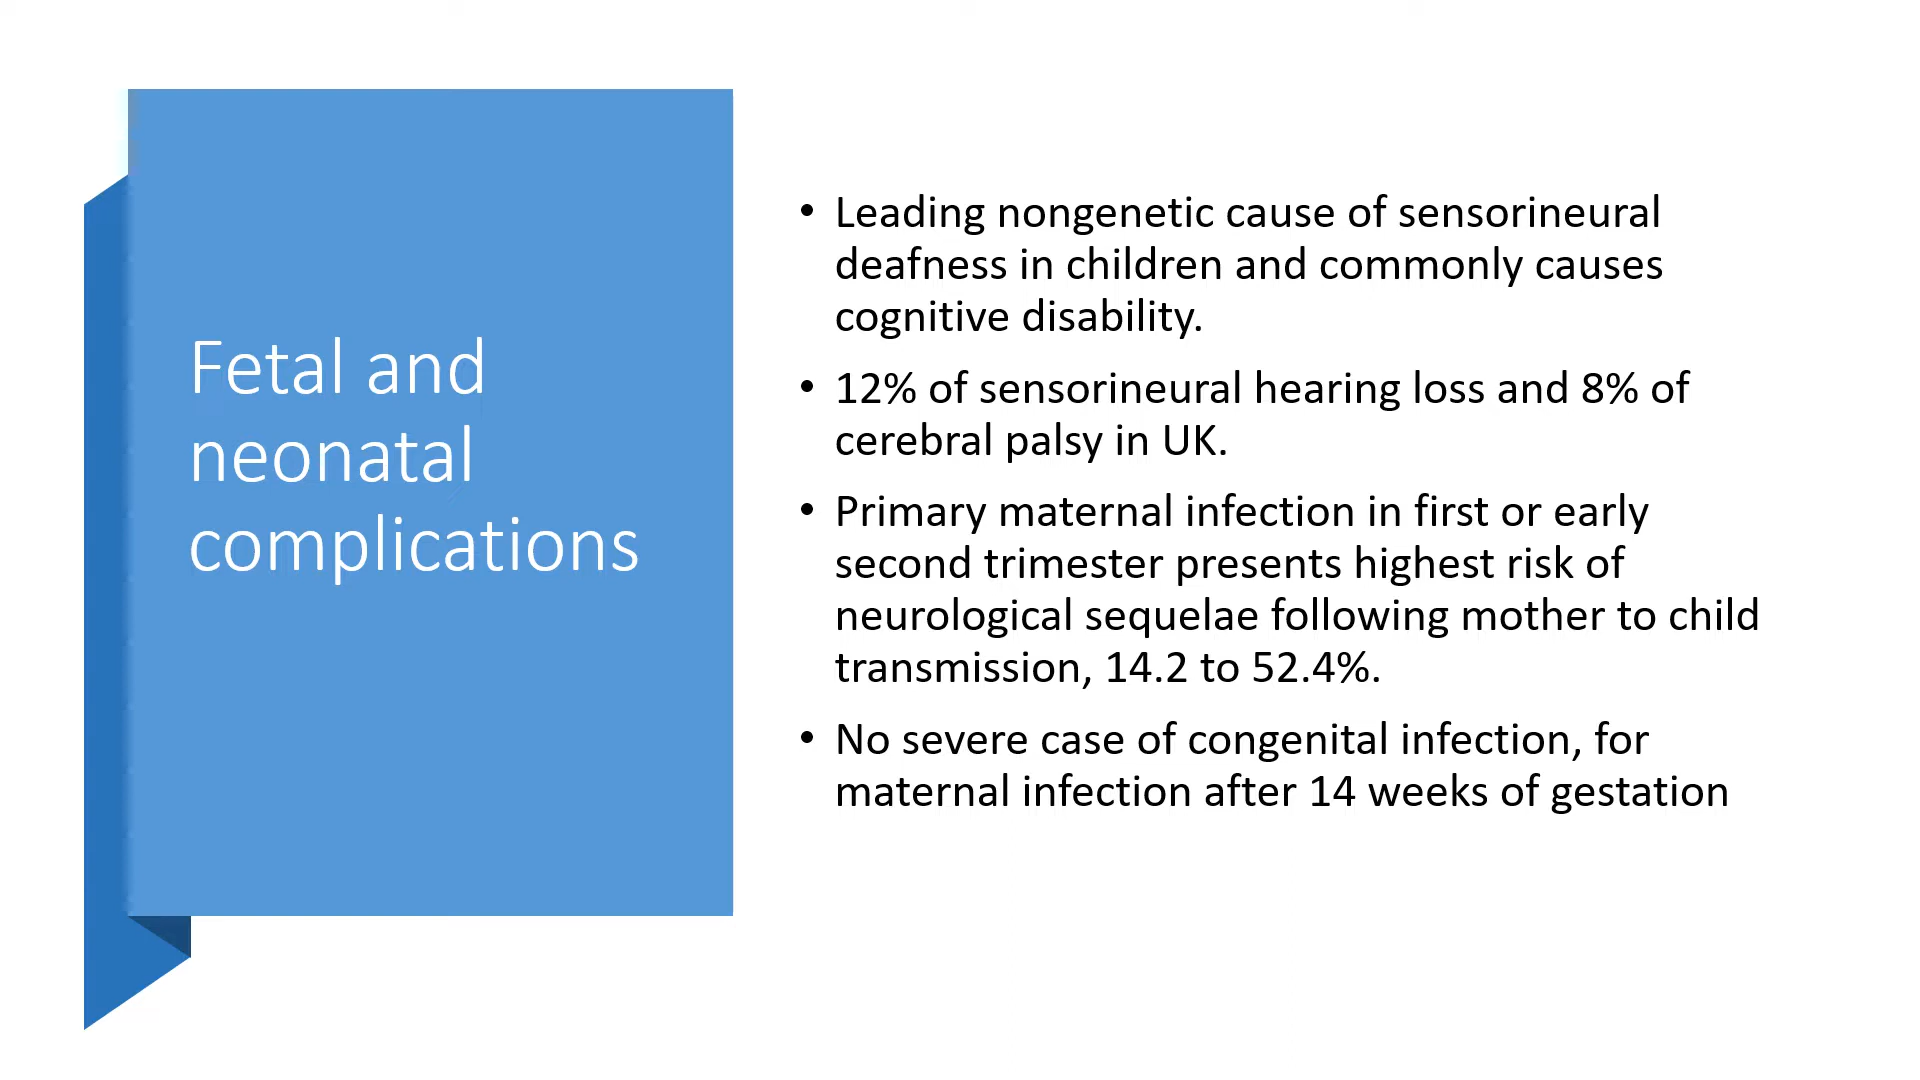 Fetal and
neonatal
complications
• Leading nongenetic cause of sensorineural
deafness in children and commonly causes
cognitive disability.
• 12% of sensorineural hearing loss and 8% of
cerebral palsy in UK.
• Primary maternal infection in first or early
second trimester presents highest risk of
neurological sequelae following mother to child
transmission, 14.2 to 52.4%.
• No severe case of congenital infection, for
maternal infection after 14 weeks of gestation